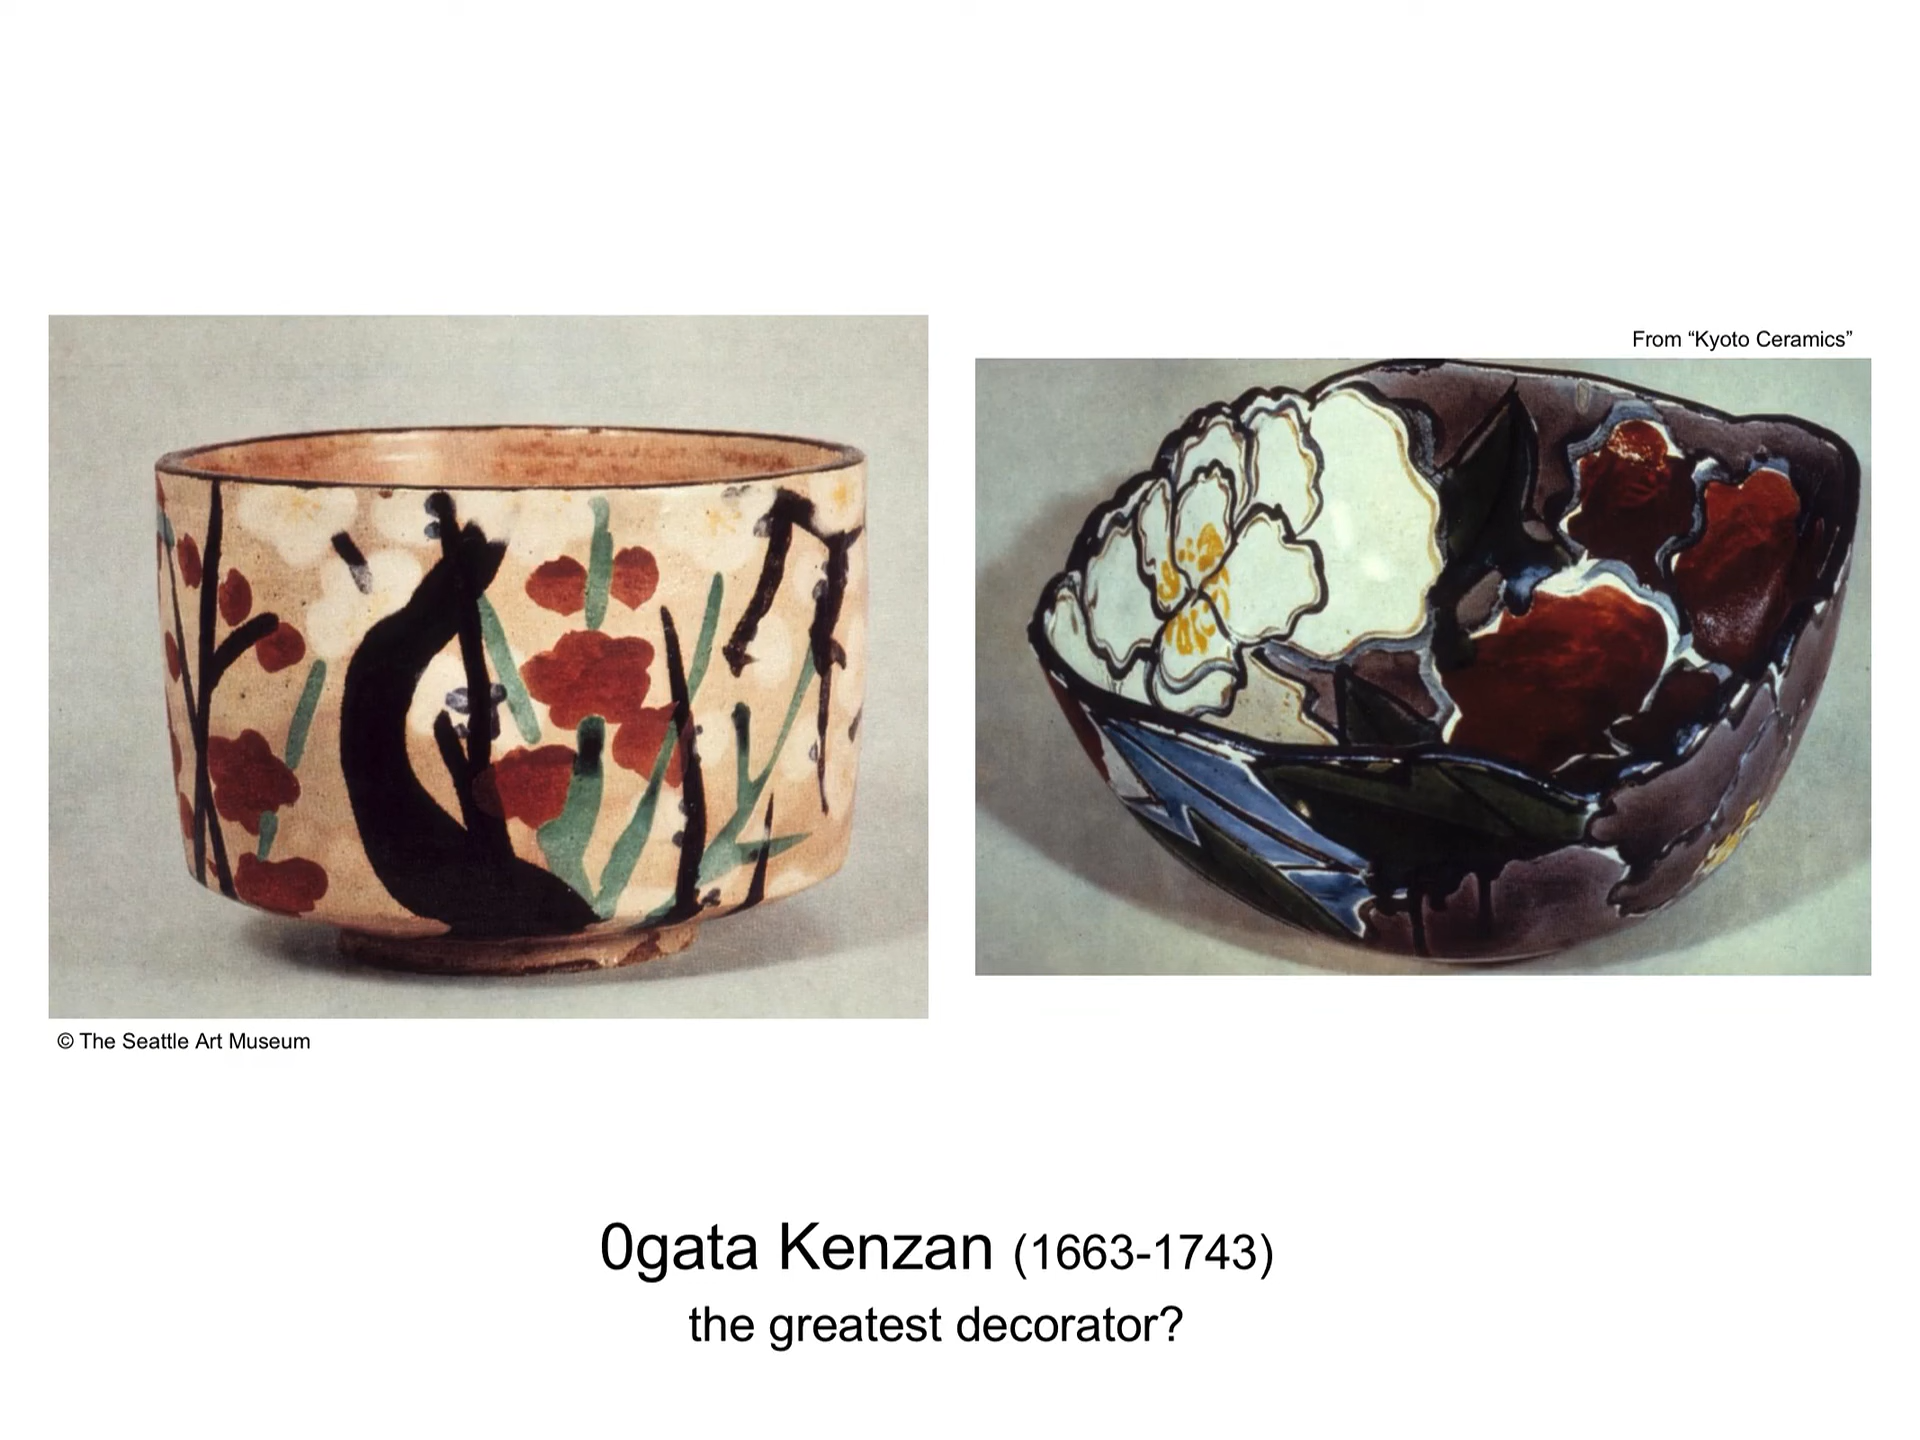 From “Kyoto Ceramics”
© The Seattle Art Museum
0gata Kenzan (1663-1743)
the greatest decorator?